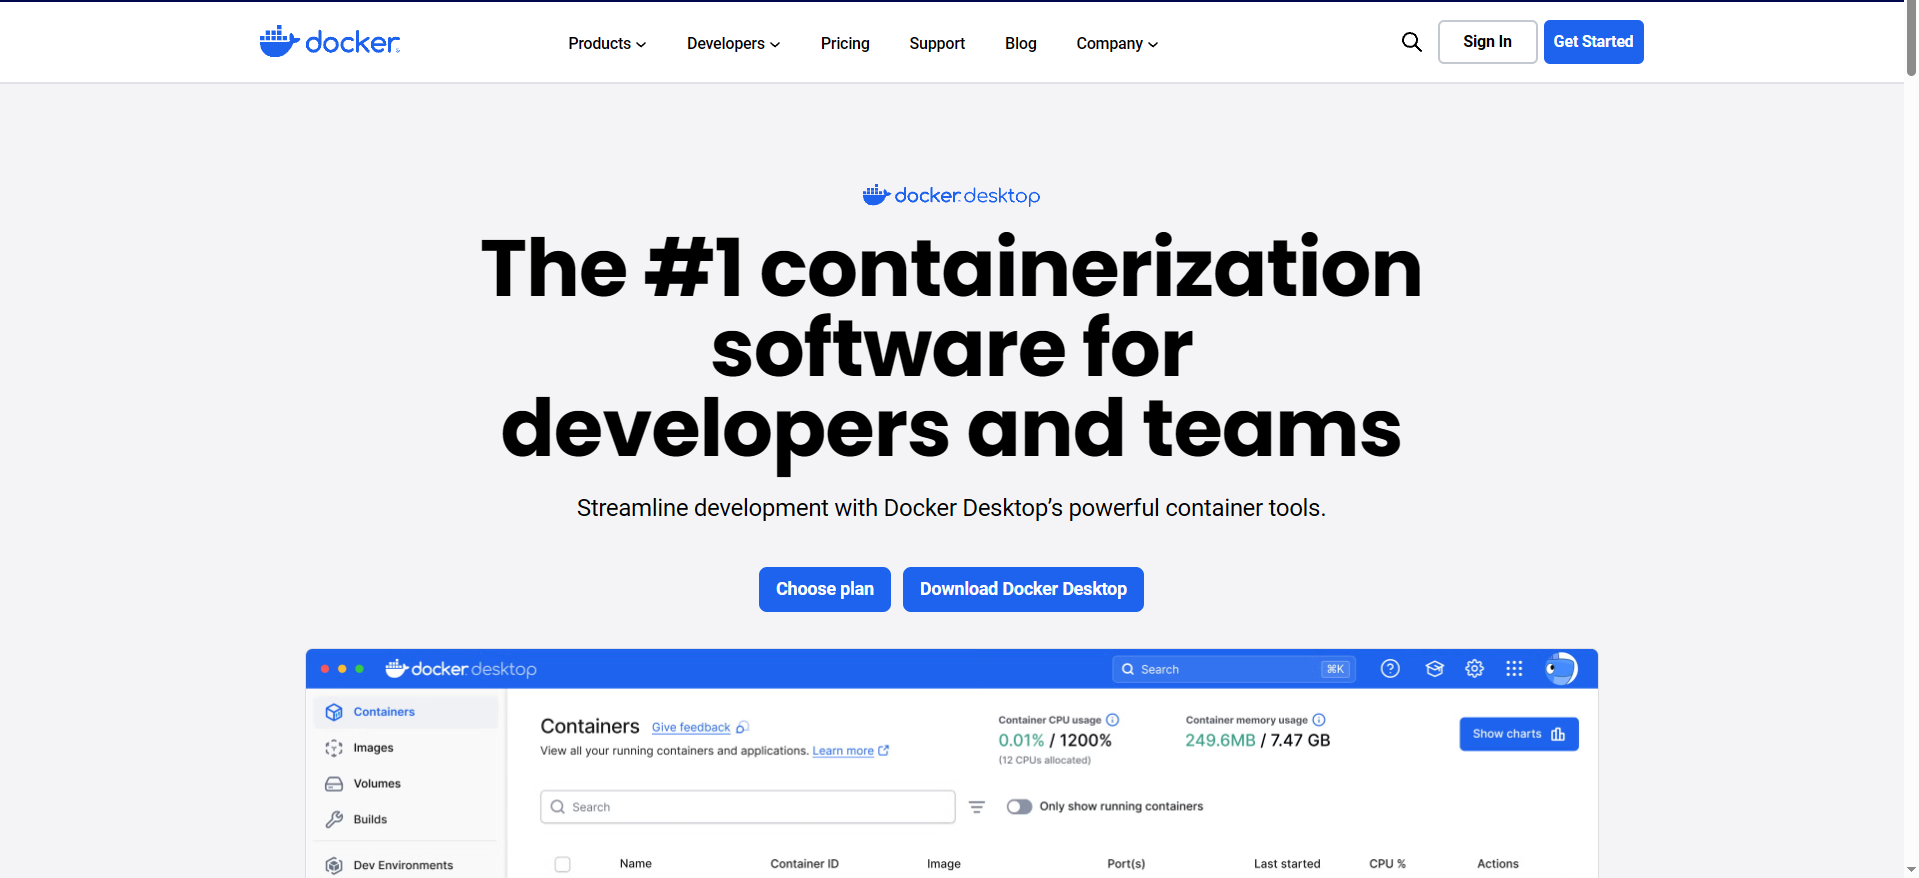 docker
Products
Developers
Pricing
Support
Blog
Company
Sign In
Get Started
docker desktop
The #1 containerization
software for
developers and teams
Streamline development with Docker Desktop’s powerful container tools.
Choose plan
Download Docker Desktop
docker desktop
Search
⌘K
Containers
Images
Volumes
Builds
Dev Environments
Containers
Give feedback
View all your running containers and applications. Learn more
Container CPU usage
0.01% / 1200%
(12 CPUs allocated)
Container memory usage
249.6MB / 7.47 GB
Show charts
Search
Only show running containers
Name
Container ID
Image
Port(s)
Last started
CPU %
Actions